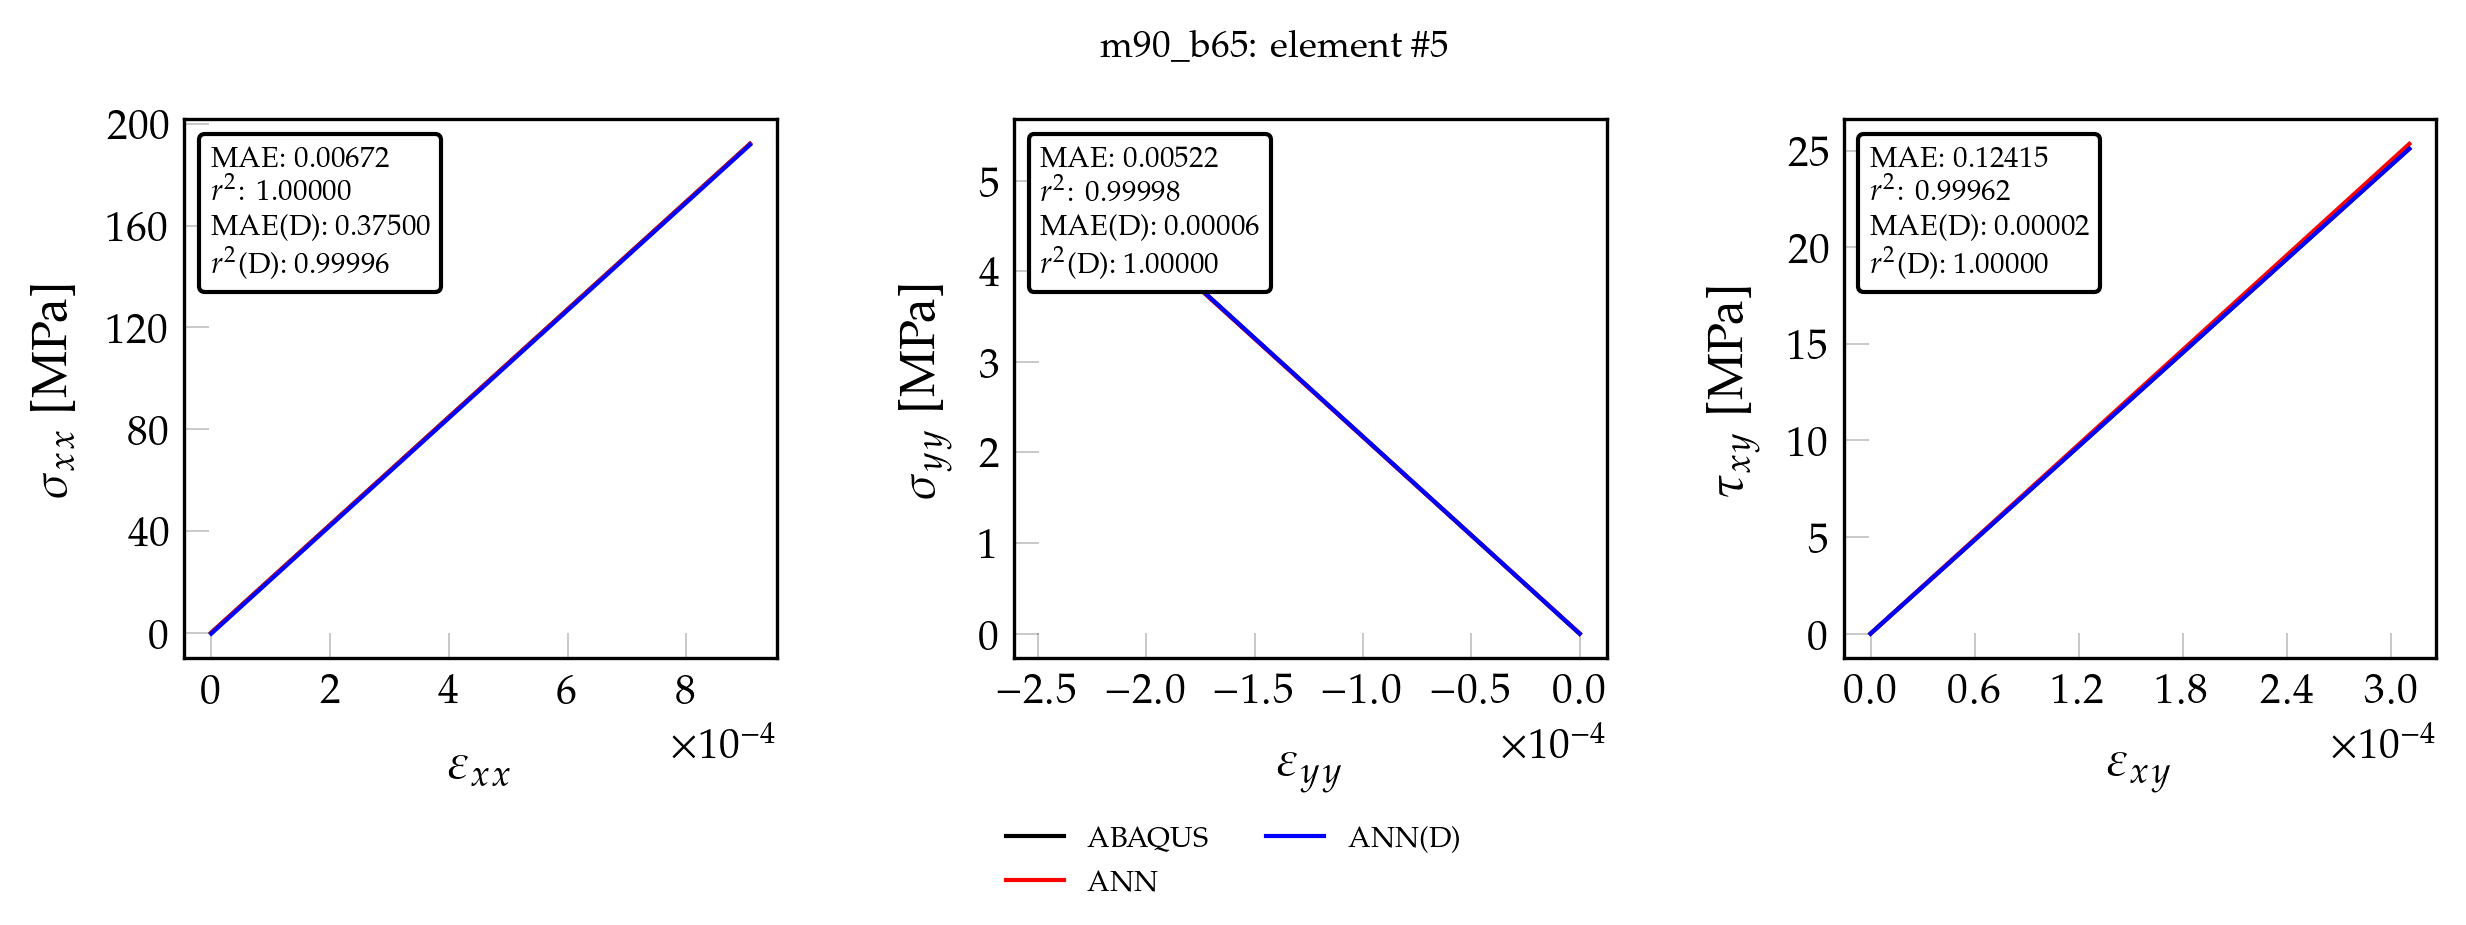 m90_b65: element #5
200
160
120
80
40
0
σxx [MPa]
MAE: 0.00672
r²: 1.00000
MAE(D): 0.37500
r²(D): 0.99996
0 2 4 6 8
×10⁻⁴
εxx
5
4
3
2
1
0
σyy [MPa]
MAE: 0.00522
r²: 0.99998
MAE(D): 0.00006
r²(D): 1.00000
−2.5 −2.0 −1.5 −1.0 −0.5 0.0
×10⁻⁴
εyy
25
20
15
10
5
0
τxy [MPa]
MAE: 0.12415
r²: 0.99962
MAE(D): 0.00002
r²(D): 1.00000
0.0 0.6 1.2 1.8 2.4 3.0
×10⁻⁴
εxy
ABAQUS
ANN
ANN(D)